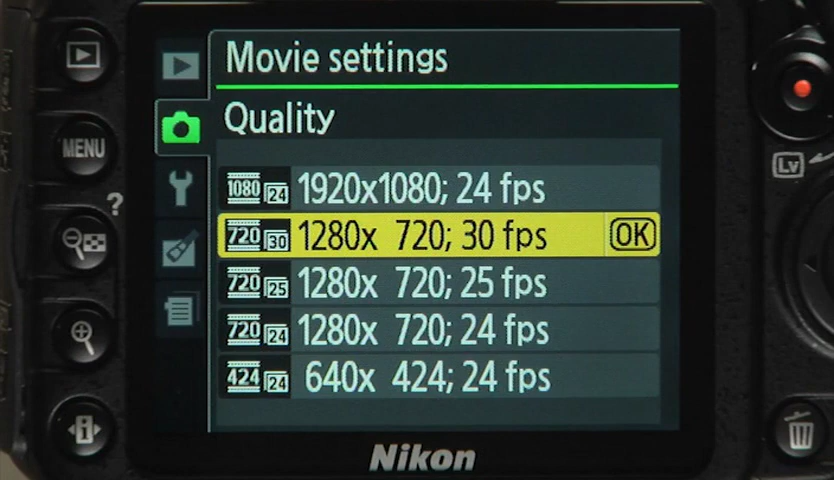 Movie settings
Quality
MENU
?
1080 24 1920x1080; 24 fps
720 30 1280x 720; 30 fps OK
720 25 1280x 720; 25 fps
720 24 1280x 720; 24 fps
424 24 640x 424; 24 fps
Lv
i
Nikon